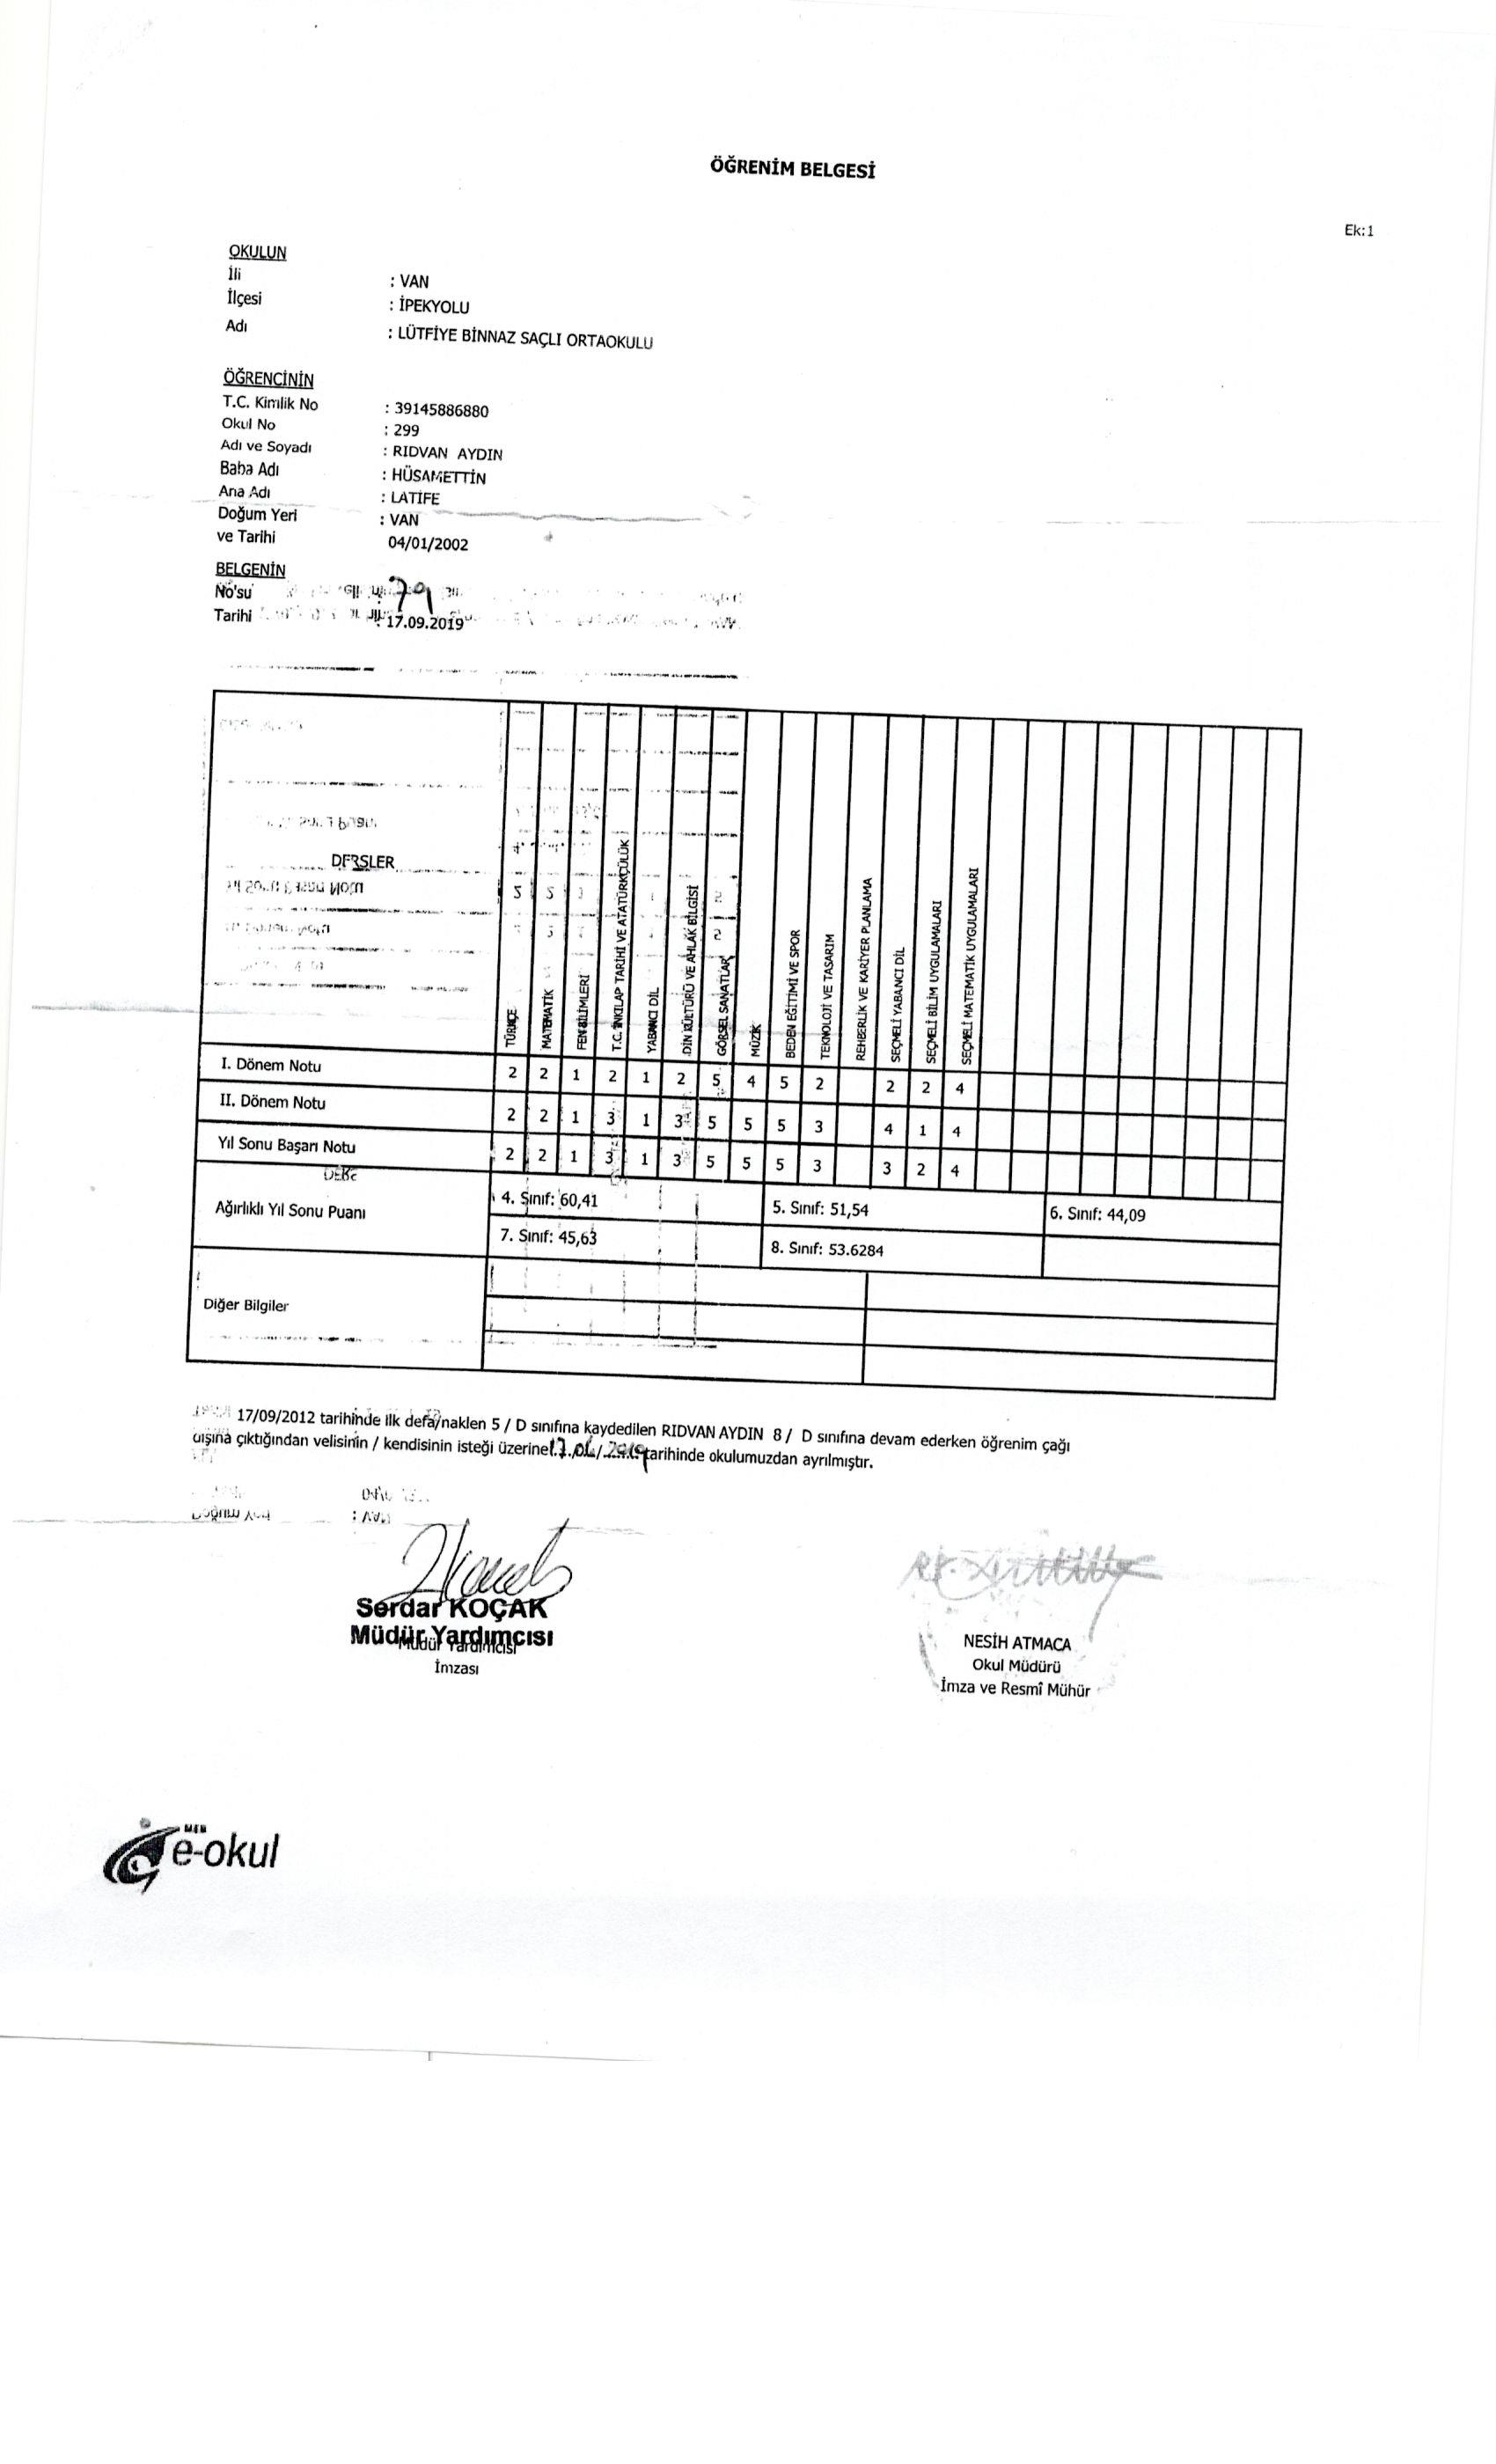 ÖĞRENİM BELGESİ
Ek:1
OKULUN
İli : VAN
İlçesi : İPEKYOLU
Adı : LÜTFİYE BİNNAZ SAÇLI ORTAOKULU
ÖĞRENCİNİN
T.C. Kimlik No : 39145886880
Okul No : 299
Adı ve Soyadı : RIDVAN AYDIN
Baba Adı : HÜSAMETTİN
Ana Adı : LATİFE
Doğum Yeri : VAN
ve Tarihi 04/01/2002
BELGENİN
No'su : 79
Tarihi : 17.09.2019
DERSLER
TÜRKÇE
MATEMATİK
FEN BİLİMLERİ
T.C. İNKILAP TARİHİ VE ATATÜRKÇÜLÜK
YABANCI DİL
DİN KÜLTÜRÜ VE AHLAK BİLGİSİ
GÖRSEL SANATLAR
MÜZİK
BEDEN EĞİTİMİ VE SPOR
TEKNOLOJİ VE TASARIM
REHBERLİK VE KARİYER PLANLAMA
SEÇMELİ YABANCI DİL
SEÇMELİ BİLİM UYGULAMALARI
SEÇMELİ MATEMATİK UYGULAMALARI
I. Dönem Notu 2 2 1 2 1 2 5 4 5 2 2 2 4
II. Dönem Notu 2 2 1 3 1 3 5 5 5 3 4 1 4
Yıl Sonu Başarı Notu 2 2 1 3 1 3 5 5 5 3 3 2 4
Ağırlıklı Yıl Sonu Puanı
4. Sınıf: 60,41 5. Sınıf: 51,54 6. Sınıf: 44,09
7. Sınıf: 45,63 8. Sınıf: 53.6284
Diğer Bilgiler
17/09/2012 tarihinde ilk defa/naklen 5 / D sınıfına kaydedilen RIDVAN AYDIN 8 / D sınıfına devam ederken öğrenim çağı
dışına çıktığından velisinin / kendisinin isteği üzerine tarihinde okulumuzdan ayrılmıştır.
Serdar KOÇAK
Müdür Yardımcısı
Müdür Yardımcısı
İmzası
NESİH ATMACA
Okul Müdürü
İmza ve Resmî Mühür
MEB
e-okul